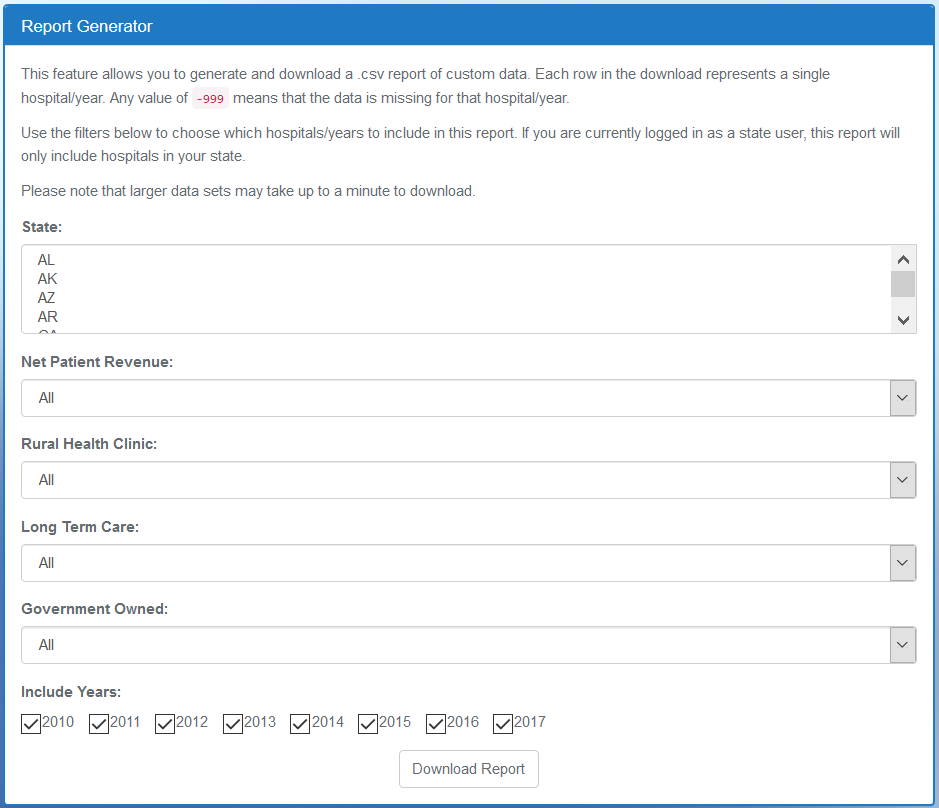 Report Generator
This feature allows you to generate and download a .csv report of custom data. Each row in the download represents a single
hospital/year. Any value of -999 means that the data is missing for that hospital/year.
Use the filters below to choose which hospitals/years to include in this report. If you are currently logged in as a state user, this report will
only include hospitals in your state.
Please note that larger data sets may take up to a minute to download.
State:
AL
AK
AZ
AR
Net Patient Revenue:
All
Rural Health Clinic:
All
Long Term Care:
All
Government Owned:
All
Include Years:
2010 2011 2012 2013 2014 2015 2016 2017
Download Report